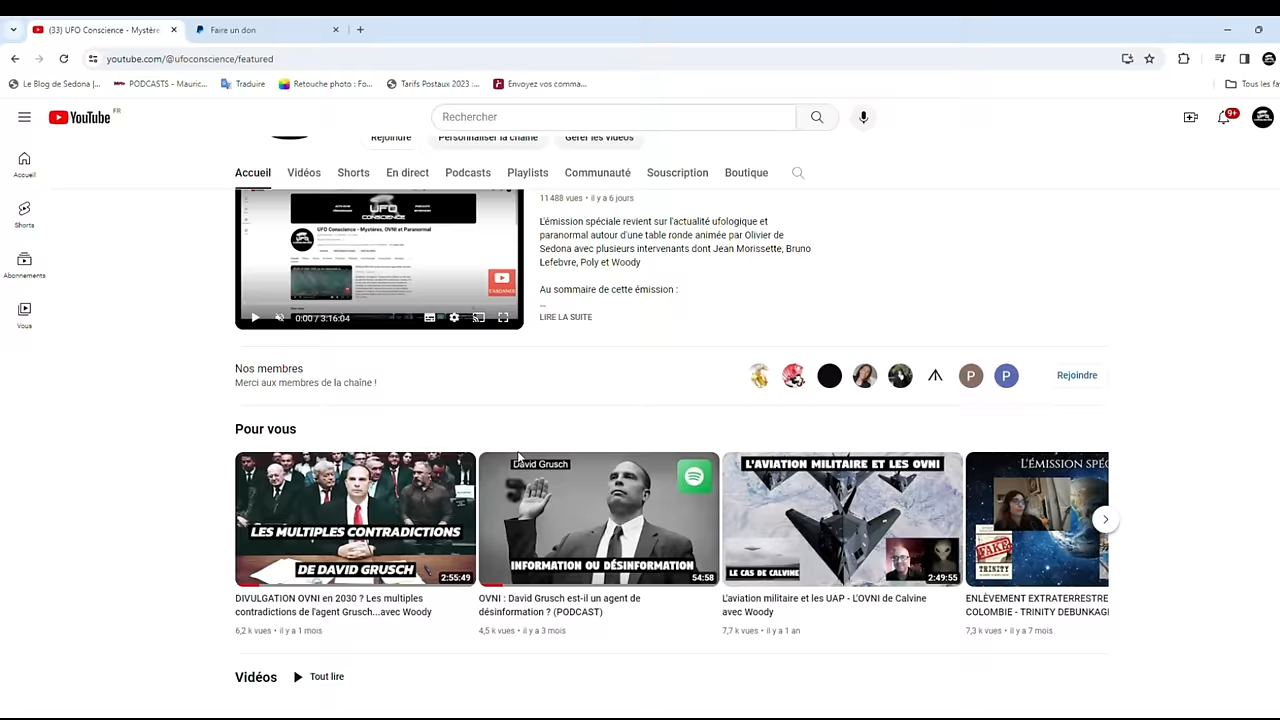 (33) UFO Conscience - Mystère
Faire un don
youtube.com/@ufoconscience/featured
Le Blog de Sedona |...
PODCASTS – Mauric...
Traduire
Retouche photo : Fo...
Tarifs Postaux 2023 :...
Envoyez vos comma...
Tous les fa
YouTube FR
Rechercher
9+
Rejoindre
Personnaliser la chaîne
Gérer les vidéos
Accueil
Shorts
Abonnements
Vous
Accueil
Vidéos
Shorts
En direct
Podcasts
Playlists
Communauté
Souscription
Boutique
UFO
CONSCIENCE
UFO Conscience - Mystères, OVNI et Paranormal
0:00 / 3:16:04
11 488 vues • il y a 6 jours
L'émission spéciale revient sur l'actualité ufologique et
paranormal autour d'une table ronde animée par Olivier de
Sedona avec plusieurs intervenants dont Jean Morissette, Bruno
Lefebvre, Poly et Woody
Au sommaire de cette émission :
...
LIRE LA SUITE
Nos membres
Merci aux membres de la chaîne !
P
P
Rejoindre
Pour vous
LES MULTIPLES CONTRADICTIONS
DE DAVID GRUSCH
2:55:49
David Grusch
INFORMATION OU DÉSINFORMATION
54:58
L'AVIATION MILITAIRE ET LES OVNI
LE CAS DE CALVINE
2:49:55
L'ÉMISSION SPÉC
FAKE
TRINITY
DIVULGATION OVNI en 2030 ? Les multiples
contradictions de l'agent Grusch...avec Woody
6,2 k vues • il y a 1 mois
OVNI : David Grusch est-il un agent de
désinformation ? (PODCAST)
4,5 k vues • il y a 3 mois
L'aviation militaire et les UAP - L'OVNI de Calvine
avec Woody
7,7 k vues • il y a 1 an
ENLÈVEMENT EXTRATERRESTRE
COLOMBIE - TRINITY DEBUNKAG
7,3 k vues • il y a 7 mois
Vidéos
Tout lire